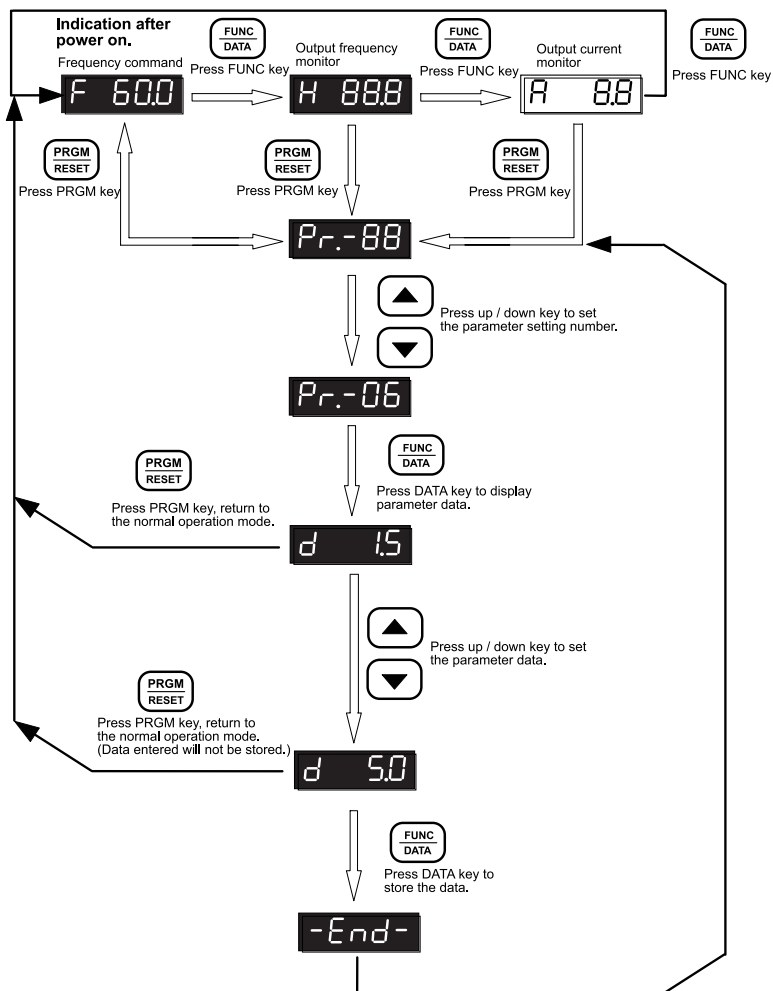 Indication after
power on.
Frequency command
F 60.0
FUNC
DATA
Press FUNC key
Output frequency
monitor
H 88.8
FUNC
DATA
Press FUNC key
Output current
monitor
A 8.8
FUNC
DATA
Press FUNC key
PRGM
RESET
Press PRGM key
PRGM
RESET
Press PRGM key
PRGM
RESET
Press PRGM key
Pr.-88
Press up / down key to set
the parameter setting number.
Pr.-06
PRGM
RESET
Press PRGM key, return to
the normal operation mode.
FUNC
DATA
Press DATA key to display
parameter data.
d 1.5
Press up / down key to set
the parameter data.
PRGM
RESET
Press PRGM key, return to
the normal operation mode.
(Data entered will not be stored.)
d 5.0
FUNC
DATA
Press DATA key to
store the data.
-End-